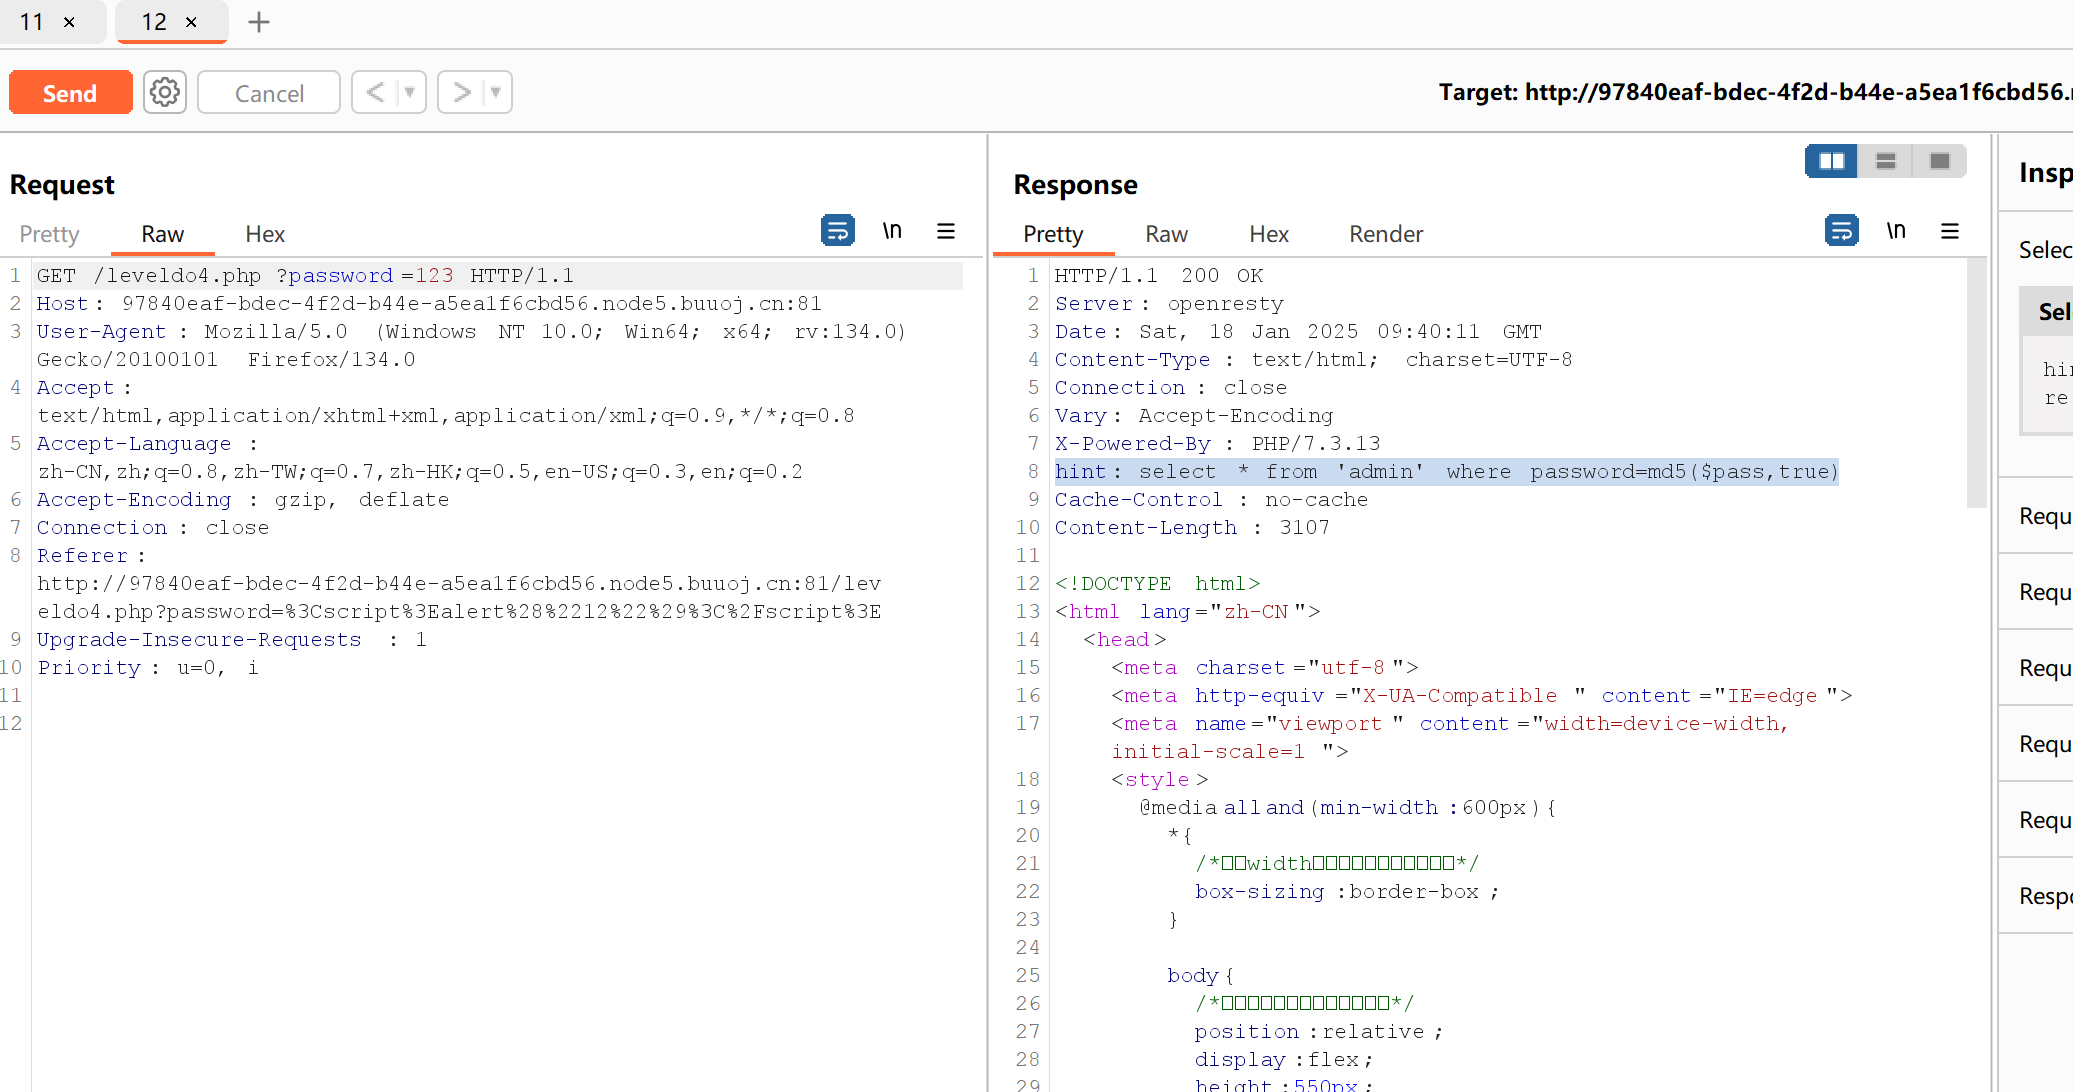 11 × 12 × +
Send Cancel < ▼ > ▼ Target: http://97840eaf-bdec-4f2d-b44e-a5ea1f6cbd56.
Request
Pretty Raw Hex \n
1 GET /leveldo4.php ?password =123 HTTP/1.1
2 Host : 97840eaf-bdec-4f2d-b44e-a5ea1f6cbd56.node5.buuoj.cn:81
3 User-Agent : Mozilla/5.0 (Windows NT 10.0; Win64; x64; rv:134.0)
Gecko/20100101 Firefox/134.0
4 Accept :
text/html,application/xhtml+xml,application/xml;q=0.9,*/*;q=0.8
5 Accept-Language :
zh-CN,zh;q=0.8,zh-TW;q=0.7,zh-HK;q=0.5,en-US;q=0.3,en;q=0.2
6 Accept-Encoding : gzip, deflate
7 Connection : close
8 Referer :
http://97840eaf-bdec-4f2d-b44e-a5ea1f6cbd56.node5.buuoj.cn:81/lev
eldo4.php?password=%3Cscript%3Ealert%28%2212%22%29%3C%2Fscript%3E
9 Upgrade-Insecure-Requests : 1
10 Priority : u=0, i
11
12
Response
Pretty Raw Hex Render \n
1 HTTP/1.1 200 OK
2 Server : openresty
3 Date : Sat, 18 Jan 2025 09:40:11 GMT
4 Content-Type : text/html; charset=UTF-8
5 Connection : close
6 Vary : Accept-Encoding
7 X-Powered-By : PHP/7.3.13
8 hint : select * from 'admin' where password=md5($pass,true)
9 Cache-Control : no-cache
10 Content-Length : 3107
11
12 <!DOCTYPE html>
13 <html lang ="zh-CN ">
14 <head >
15 <meta charset ="utf-8 ">
16 <meta http-equiv ="X-UA-Compatible " content ="IE=edge ">
17 <meta name ="viewport " content ="width=device-width,
initial-scale=1 ">
18 <style >
19 @media all and (min-width :600px ) {
20 * {
21 /*□□width□□□□□□□□□□□*/
22 box-sizing :border-box ;
23 }
24
25 body {
26 /*□□□□□□□□□□□□□*/
27 position :relative ;
28 display :flex ;
29 height :550px ;
Insp
Selec
Sel
hi
re
Requ
Requ
Requ
Requ
Requ
Resp